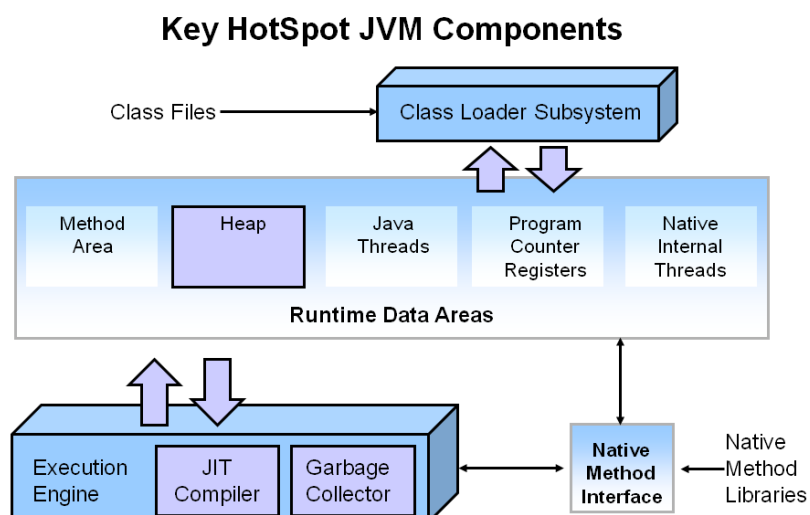 Key HotSpot JVM Components
Class Files
Class Loader Subsystem
Method
Area
Heap
Java
Threads
Program
Counter
Registers
Native
Internal
Threads
Runtime Data Areas
Execution
Engine
JIT
Compiler
Garbage
Collector
Native
Method
Interface
Native
Method
Libraries